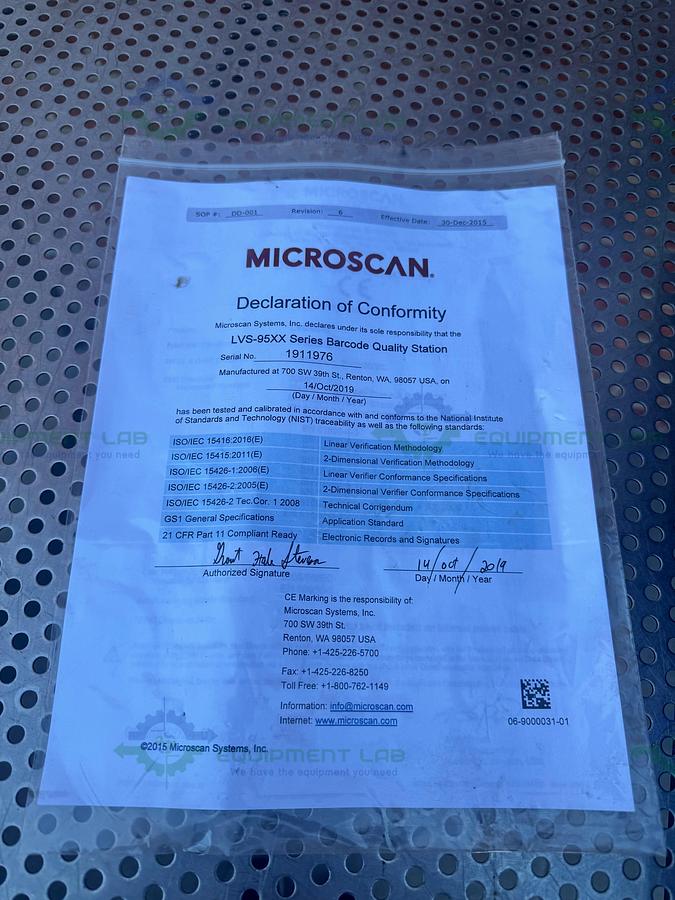 SOP #: DD-001 Revision: 6 Effective Date: 30-Dec-2015
MICROSCAN.
Declaration of Conformity
Microscan Systems, Inc. declares under its sole responsibility that the
LVS-95XX Series Barcode Quality Station
Serial No. 1911976
Manufactured at 700 SW 39th St., Renton, WA, 98057 USA, on
14/Oct/2019
(Day / Month / Year)
has been tested and calibrated in accordance with and conforms to the National Institute
of Standards and Technology (NIST) traceability as well as the following standards:
ISO/IEC 15416:2016(E) Linear Verification Methodology
ISO/IEC 15415:2011(E) 2-Dimensional Verification Methodology
ISO/IEC 15426-1:2006(E) Linear Verifier Conformance Specifications
ISO/IEC 15426-2:2005(E) 2-Dimensional Verifier Conformance Specifications
ISO/IEC 15426-2 Tec.Cor. 1 2008 Technical Corrigendum
GS1 General Specifications Application Standard
21 CFR Part 11 Compliant Ready Electronic Records and Signatures
14/oct/2019
Authorized Signature Day / Month / Year
CE Marking is the responsibility of:
Microscan Systems, Inc.
700 SW 39th St.
Renton, WA 98057 USA
Phone: +1-425-226-5700
Fax: +1-425-226-8250
Toll Free: +1-800-762-1149
Information: info@microscan.com
Internet: www.microscan.com
06-9000031-01
©2015 Microscan Systems, Inc.
EQUIPMENT LAB
We have the equipment you need